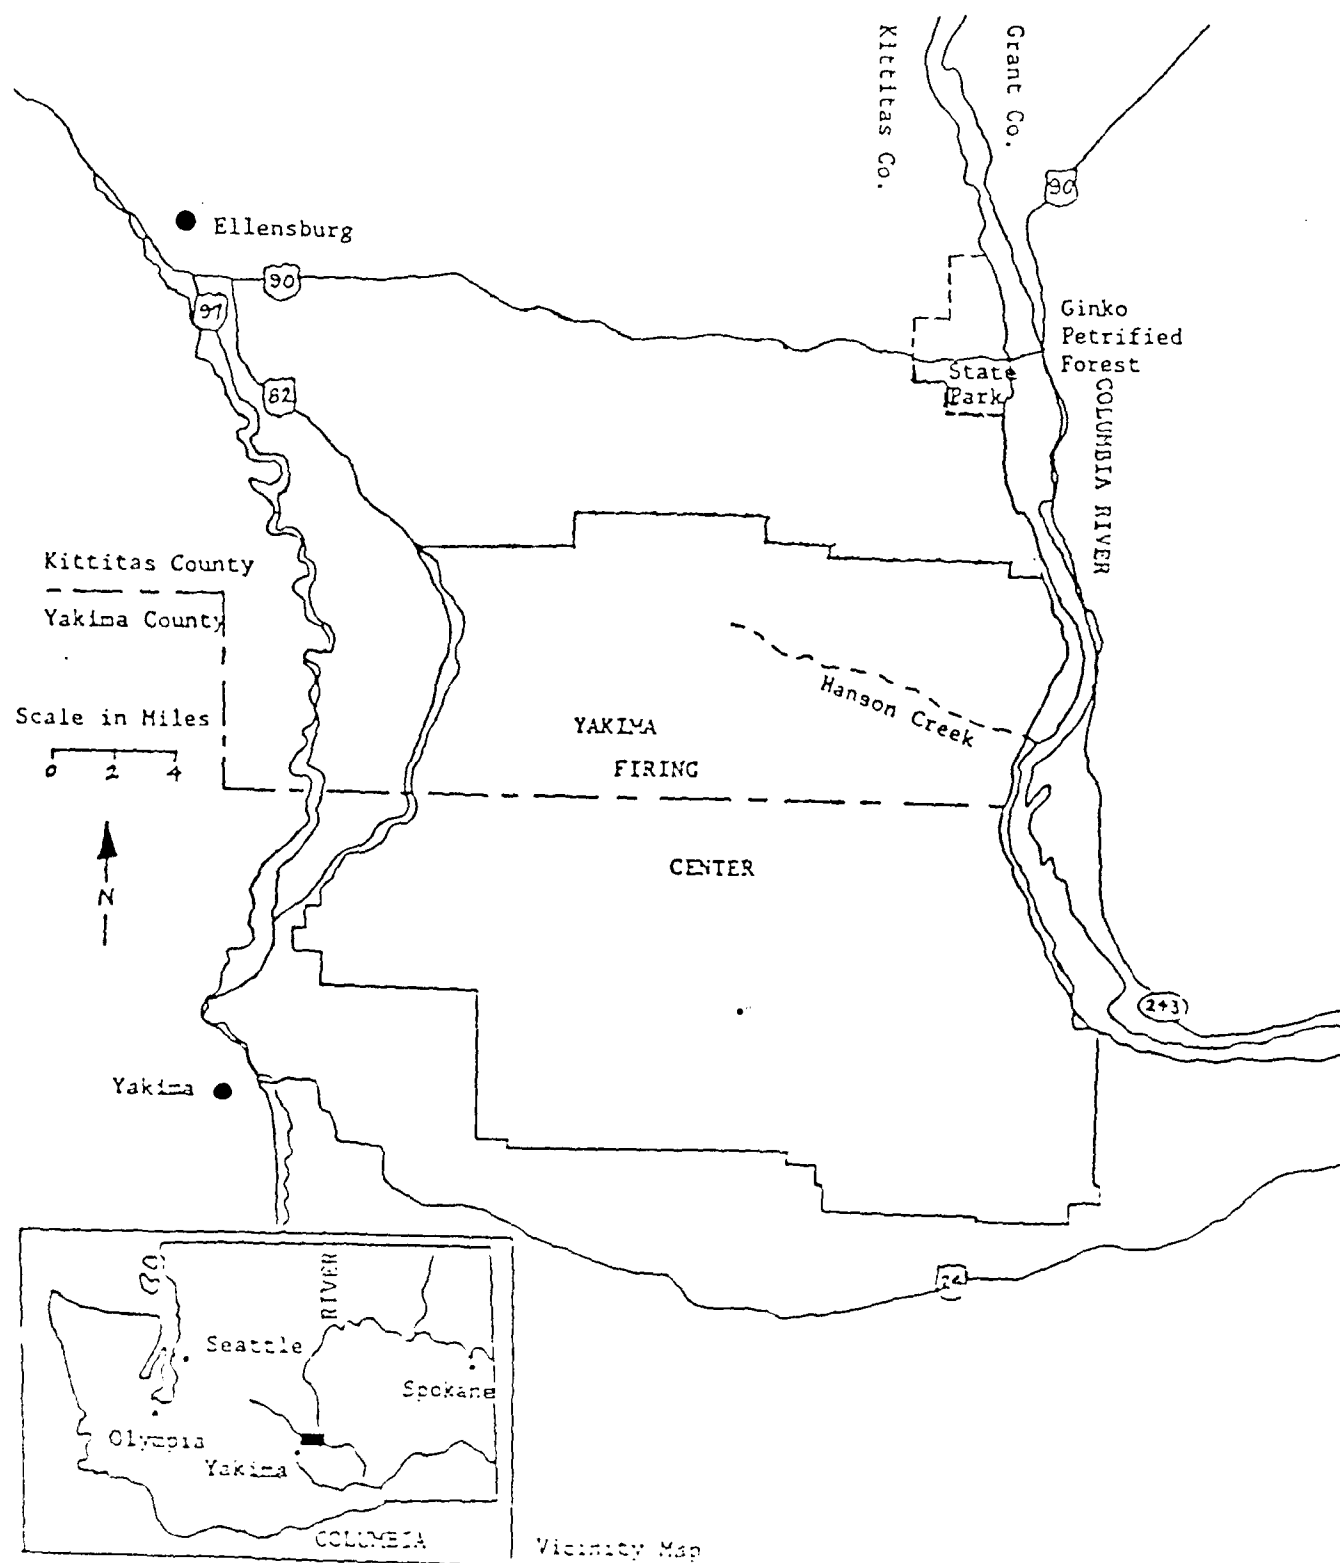 Kittitas Co.
Grant Co.
90
Ellensburg
90
97
Ginko
Petrified
Forest
State
Park
82
COLUMBIA RIVER
Kittitas County
Yakima County
Hanson Creek
Scale in Miles
0 2 4
YAKIMA
FIRING
CENTER
N
243
Yakima
24
RIVER
Seattle
Spokane
Olympia
Yakima
COLUMBIA
Vicinity Map